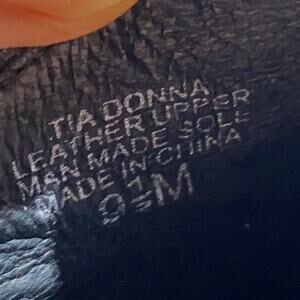 TIA DONNA
LEATHER UPPER
MAN MADE SOLE
MADE IN CHINA
9½M